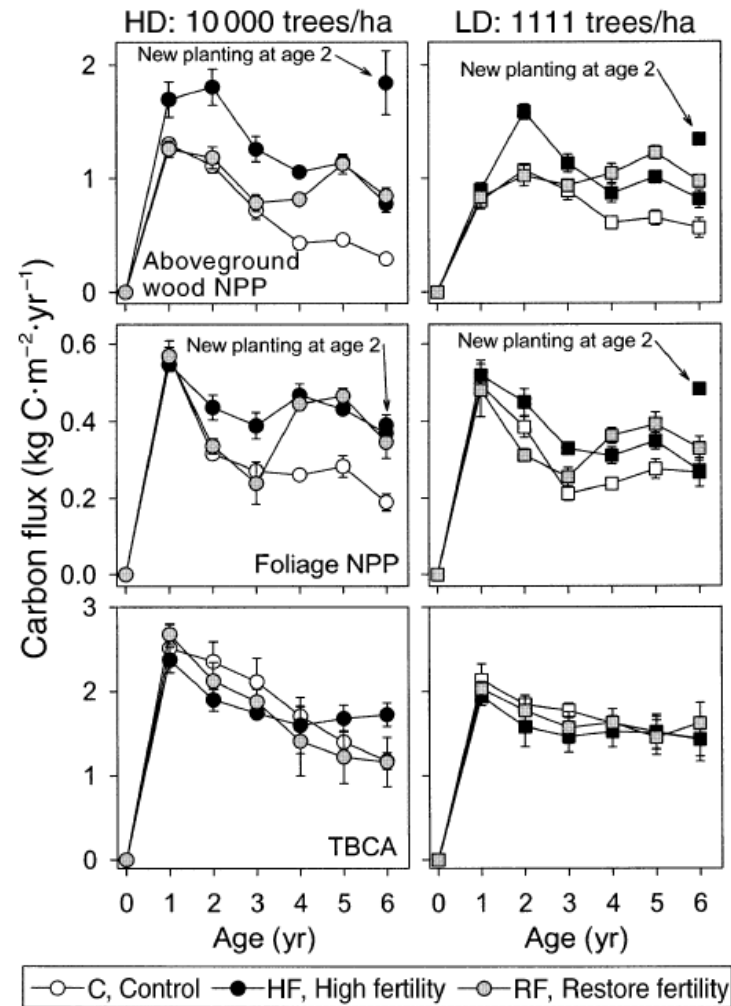 HD: 10 000 trees/ha
LD: 1111 trees/ha
Carbon flux (kg C·m⁻²·yr⁻¹)
2
1
0
New planting at age 2
Aboveground
wood NPP
New planting at age 2
0.6
0.4
0.2
0.0
New planting at age 2
Foliage NPP
New planting at age 2
3
2
1
0
TBCA
0 1 2 3 4 5 6
Age (yr)
0 1 2 3 4 5 6
Age (yr)
C, Control HF, High fertility RF, Restore fertility